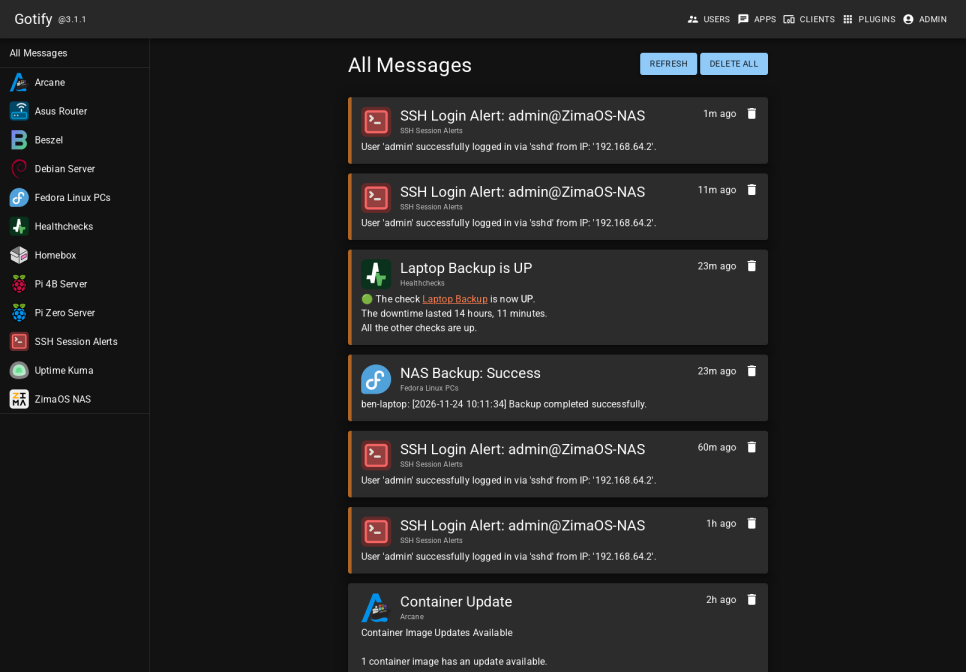 Gotify @3.1.1
USERS APPS CLIENTS PLUGINS ADMIN
All Messages
Arcane
Asus Router
Beszel
Debian Server
Fedora Linux PCs
Healthchecks
Homebox
Pi 4B Server
Pi Zero Server
SSH Session Alerts
Uptime Kuma
ZimaOS NAS
All Messages
REFRESH DELETE ALL
SSH Login Alert: admin@ZimaOS-NAS 1m ago
SSH Session Alerts
User 'admin' successfully logged in via 'sshd' from IP: '192.168.64.2'.
SSH Login Alert: admin@ZimaOS-NAS 11m ago
SSH Session Alerts
User 'admin' successfully logged in via 'sshd' from IP: '192.168.64.2'.
Laptop Backup is UP 23m ago
Healthchecks
🟢 The check Laptop Backup is now UP.
The downtime lasted 14 hours, 11 minutes.
All the other checks are up.
NAS Backup: Success 23m ago
Fedora Linux PCs
ben-laptop: [2026-11-24 10:11:34] Backup completed successfully.
SSH Login Alert: admin@ZimaOS-NAS 60m ago
SSH Session Alerts
User 'admin' successfully logged in via 'sshd' from IP: '192.168.64.2'.
SSH Login Alert: admin@ZimaOS-NAS 1h ago
SSH Session Alerts
User 'admin' successfully logged in via 'sshd' from IP: '192.168.64.2'.
Container Update 2h ago
Arcane
Container Image Updates Available
1 container image has an update available.